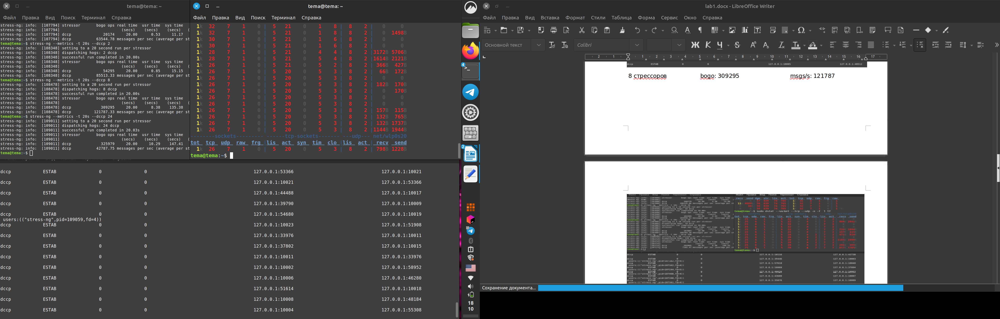 tema@tema: ~
Файл Правка Вид Поиск Терминал Справка
stress-ng: info: [107794] stressor bogo ops real time usr time sys time
stress-ng: info: [107794] (secs) (secs) (secs) (
stress-ng: info: [107794] dccp 20174 20.00 0.53 11.17
stress-ng: info: [107794] dccp 63544.78 messages per sec (average per st
tema@tema:~$ stress-ng --metrics -t 20s --dccp 2
stress-ng: info: [108348] setting to a 20 second run per stressor
stress-ng: info: [108348] dispatching hogs: 2 dccp
stress-ng: info: [108348] successful run completed in 20.00s
stress-ng: info: [108348] stressor bogo ops real time usr time sys time
stress-ng: info: [108348] (secs) (secs) (secs) (
stress-ng: info: [108348] dccp 54295 20.00 0.85 15.15
stress-ng: info: [108348] dccp 85513.33 messages per sec (average per st
tema@tema:~$ stress-ng --metrics -t 20s --dccp 8
stress-ng: info: [108478] setting to a 20 second run per stressor
stress-ng: info: [108478] dispatching hogs: 8 dccp
stress-ng: info: [108478] successful run completed in 20.00s
stress-ng: info: [108478] stressor bogo ops real time usr time sys time
stress-ng: info: [108478] (secs) (secs) (secs) (
stress-ng: info: [108478] dccp 309295 20.00 8.38 135.38
stress-ng: info: [108478] dccp 121787.33 messages per sec (average per st
tema@tema:~$ stress-ng --metrics -t 20s --dccp 24
stress-ng: info: [109011] setting to a 20 second run per stressor
stress-ng: info: [109011] dispatching hogs: 24 dccp
stress-ng: info: [109011] successful run completed in 20.03s
stress-ng: info: [109011] stressor bogo ops real time usr time sys time
stress-ng: info: [109011] (secs) (secs) (secs) (
stress-ng: info: [109011] dccp 325979 20.00 10.29 147.41
stress-ng: info: [109011] dccp 42787.75 messages per sec (average per st
tema@tema:~$
tema@tema: ~
Файл Правка Вид Поиск Терминал Справка
1k 32 7 1 0 | 5 21 0 1 8 | 8 2 | 0 0
1k 32 7 1 0 | 5 21 0 1 8 | 8 2 | 0 1498B
1k 30 7 1 0 | 5 21 0 1 6 | 8 2 | 0 0
1k 30 7 1 0 | 5 21 0 1 6 | 8 2 | 0 0
1k 28 7 1 0 | 5 21 0 4 4 | 8 2 |3172B 5706B
1k 28 7 1 0 | 5 21 0 5 4 | 8 2 |1614B 2121B
1k 26 7 1 0 | 5 21 0 5 2 | 8 2 | 366B 427B
1k 26 7 1 0 | 5 20 0 5 3 | 8 2 | 66B 172B
1k 26 7 1 0 | 5 20 0 5 3 | 8 2 | 0 0
1k 26 7 1 0 | 5 20 0 5 3 | 8 2 | 182B 170B
1k 26 7 1 0 | 5 20 0 5 3 | 8 2 | 0 170B
1k 26 7 1 0 | 5 20 0 5 3 | 8 2 | 0 0
1k 26 7 1 0 | 5 20 0 5 3 | 8 2 | 0 0
1k 26 7 1 0 | 5 20 0 5 3 | 8 2 | 157B 115B
1k 26 7 1 0 | 5 20 0 5 3 | 8 2 | 132B 765B
1k 26 7 1 0 | 5 20 0 5 3 | 8 2 | 132B 1737B
1k 26 7 1 0 | 5 20 0 5 3 | 8 2 |1144B 1944B
--------sockets--------- ------tcp-sockets------- ---udp--- net/wlp0s20
tot tcp udp raw frg |lis act syn tim clo |lis act | recv send
1k 26 7 1 0 | 5 20 0 5 3 | 8 2 | 798B 1228B
tema@tema:~$
dccp ESTAB 0 0 127.0.0.1:53366 127.0.0.1:10021
dccp ESTAB 0 0 127.0.0.1:10021 127.0.0.1:53366
dccp ESTAB 0 0 127.0.0.1:44488 127.0.0.1:10017
dccp ESTAB 0 0 127.0.0.1:39790 127.0.0.1:10009
dccp ESTAB 0 0 127.0.0.1:54680 127.0.0.1:10019
users:(("stress-ng",pid=109059,fd=4))
dccp ESTAB 0 0 127.0.0.1:10023 127.0.0.1:51908
dccp ESTAB 0 0 127.0.0.1:33976 127.0.0.1:10011
dccp ESTAB 0 0 127.0.0.1:37802 127.0.0.1:10015
dccp ESTAB 0 0 127.0.0.1:10011 127.0.0.1:33976
dccp ESTAB 0 0 127.0.0.1:10002 127.0.0.1:58952
dccp ESTAB 0 0 127.0.0.1:10006 127.0.0.1:46280
dccp ESTAB 0 0 127.0.0.1:51614 127.0.0.1:10018
dccp ESTAB 0 0 127.0.0.1:10008 127.0.0.1:48184
dccp ESTAB 0 0 127.0.0.1:10004 127.0.0.1:55308
4
2
18
10
lab1.docx - LibreOffice Writer
Файл Правка Вид Вставка Формат Стили Таблица Форма Сервис Окно Справка
Основной текст Calibri Ж К Ч S
2 1 1 2 3 4 5 6 7 8 9 10 11 12 13 14 15 16 17
dccp ESTAB 0 0 127.0.0.1:10005 127.0.0.1:48512
8 стрессоров bogo: 309295 msgs/s: 121787
Сохранение документа...